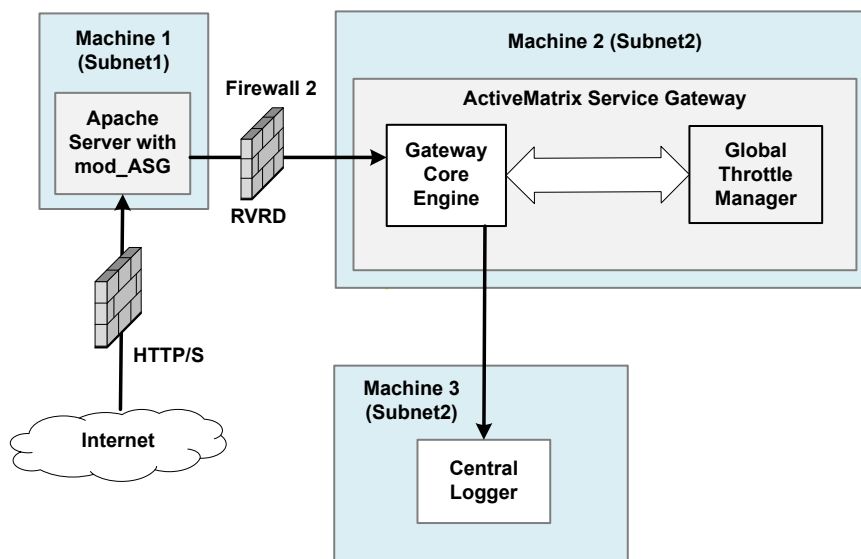 Machine 1
(Subnet1)
Apache
Server with
mod_ASG
Firewall 2
RVRD
HTTP/S
Internet
Machine 2 (Subnet2)
ActiveMatrix Service Gateway
Gateway
Core
Engine
Global
Throttle
Manager
Machine 3
(Subnet2)
Central
Logger